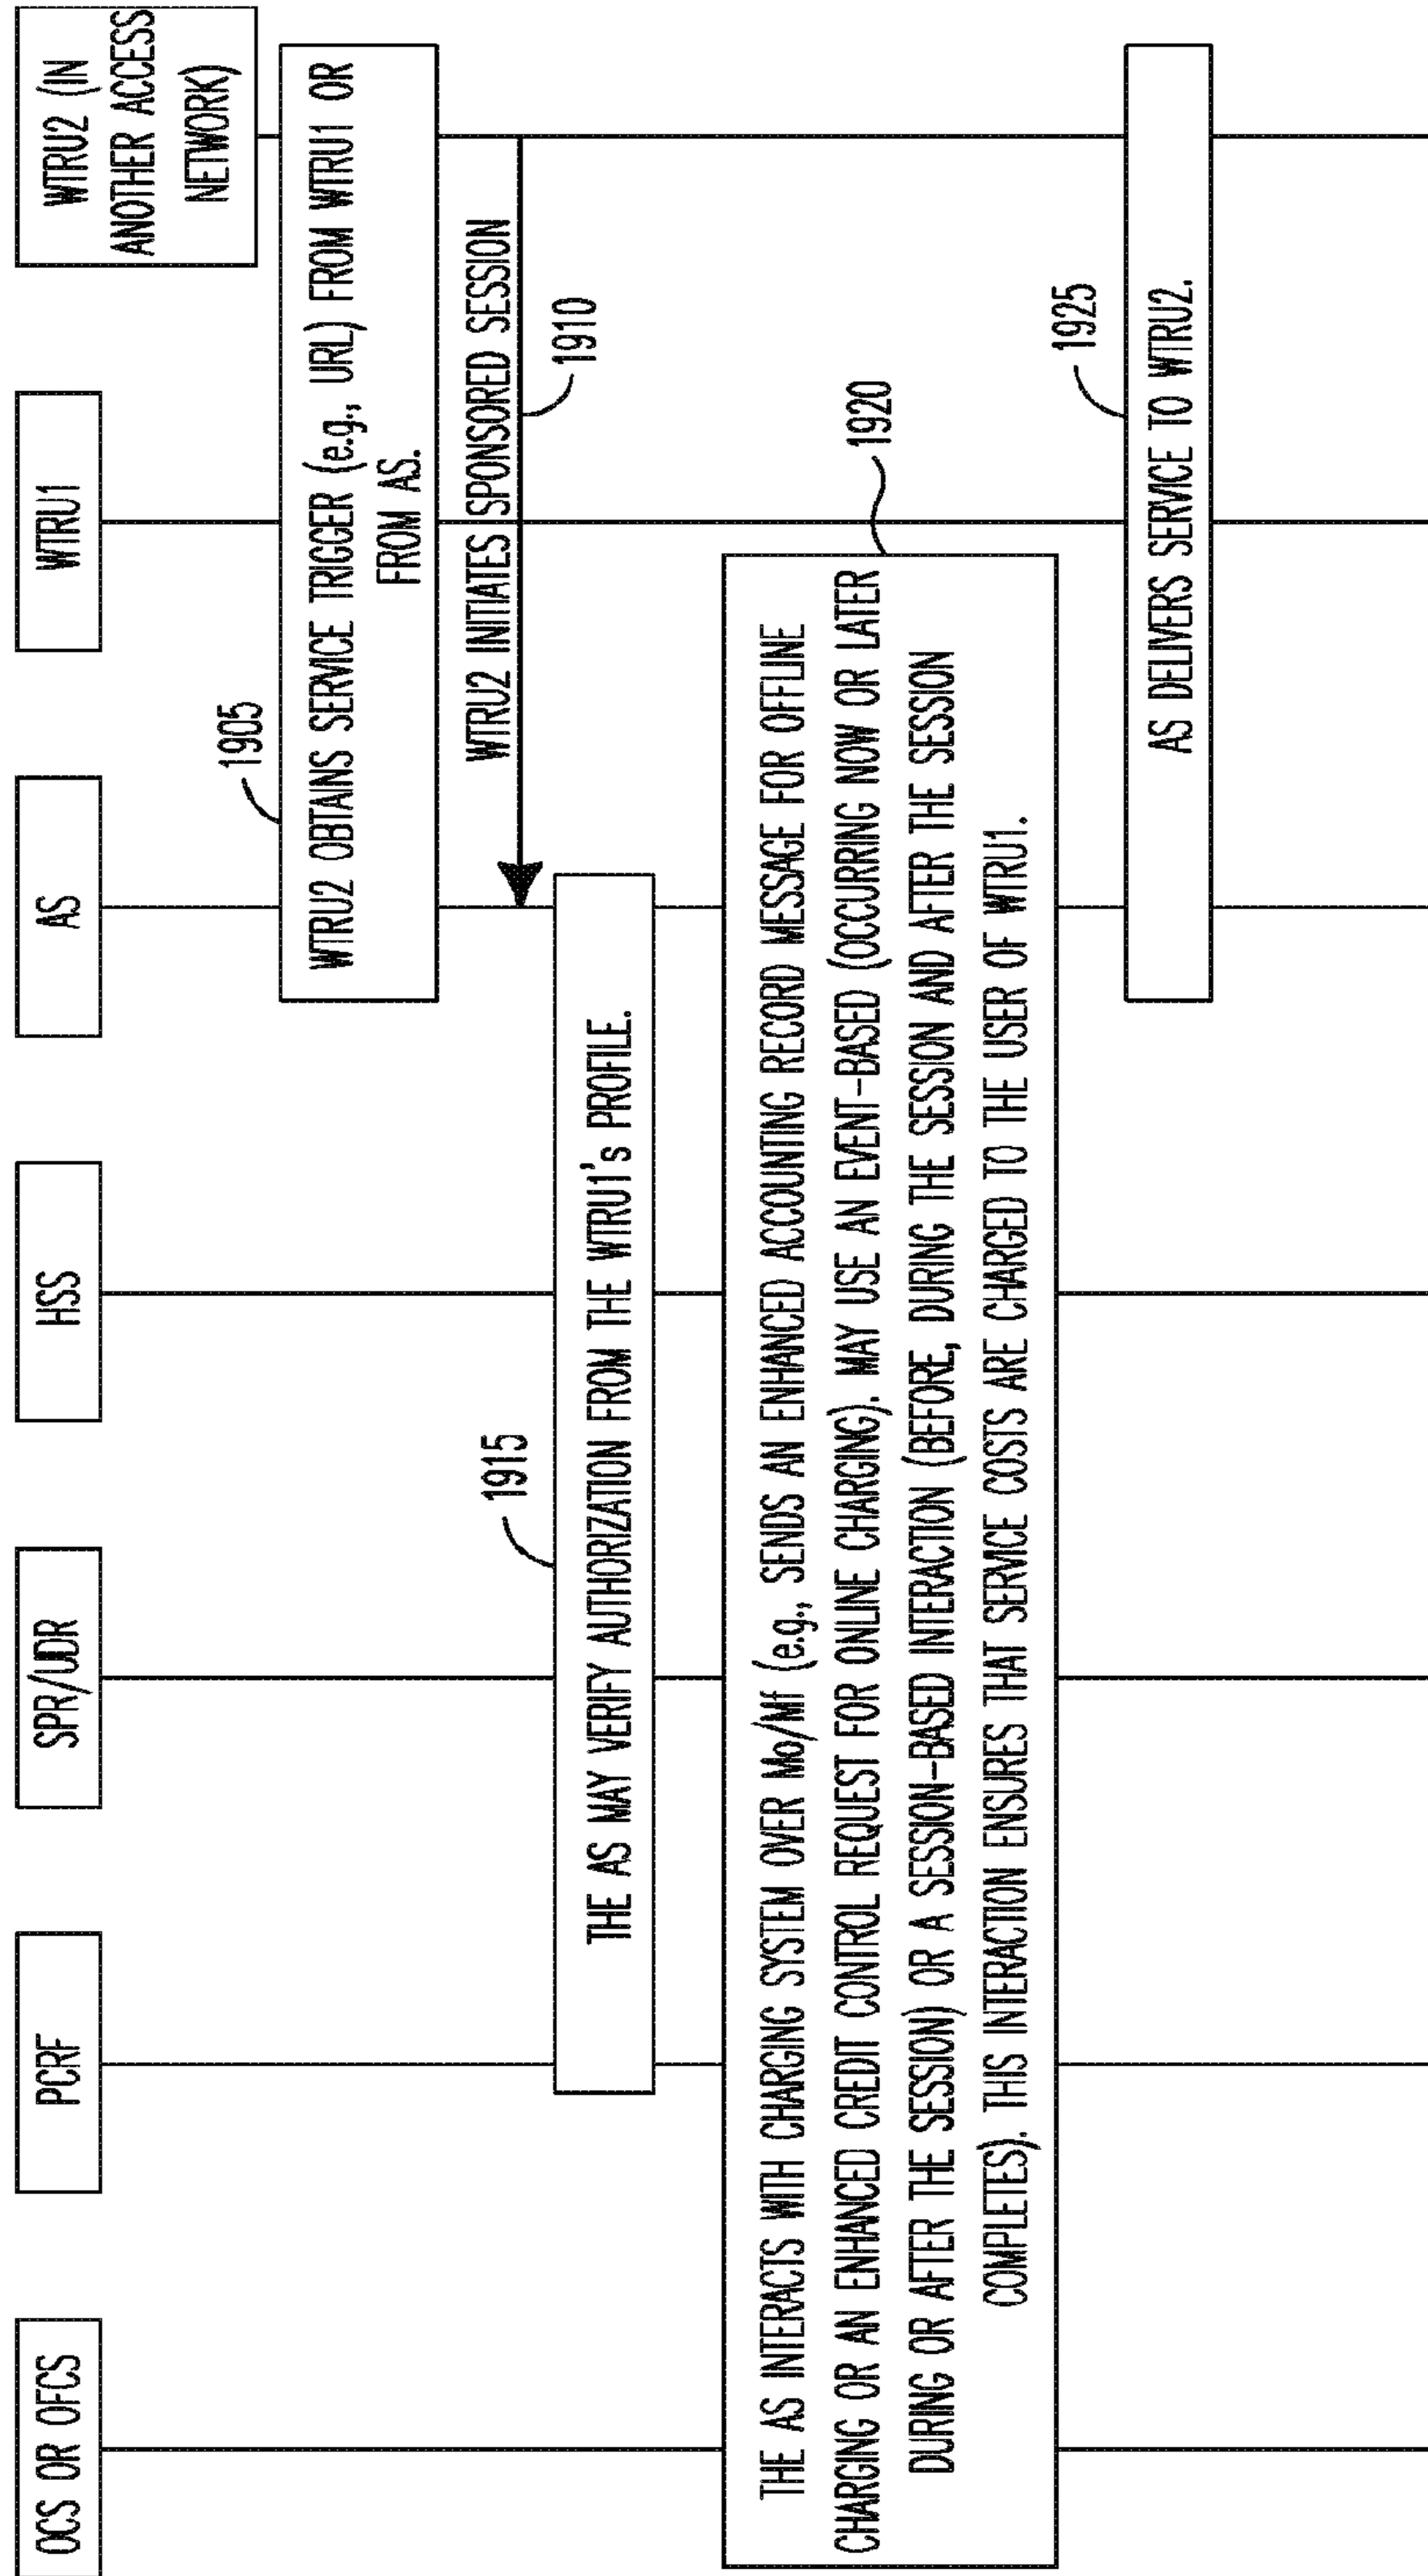 OCS OR OFCS
PCRF
SPR/UDR
HSS
AS
WTRU1
WTRU2 (IN
ANOTHER ACCESS
NETWORK)
1905
WTRU2 OBTAINS SERVICE TRIGGER (e.g., URL) FROM WTRU1 OR
FROM AS.
WTRU2 INITIATES SPONSORED SESSION
1910
1915
THE AS MAY VERIFY AUTHORIZATION FROM THE WTRU1's PROFILE.
1920
THE AS INTERACTS WITH CHARGING SYSTEM OVER Mo/Mf (e.g., SENDS AN ENHANCED ACCOUNTING RECORD MESSAGE FOR OFFLINE
CHARGING OR AN ENHANCED CREDIT CONTROL REQUEST FOR ONLINE CHARGING). MAY USE AN EVENT-BASED (OCCURRING NOW OR LATER
DURING OR AFTER THE SESSION) OR A SESSION-BASED INTERACTION (BEFORE, DURING THE SESSION AND AFTER THE SESSION
COMPLETES). THIS INTERACTION ENSURES THAT SERVICE COSTS ARE CHARGED TO THE USER OF WTRU1.
1925
AS DELIVERS SERVICE TO WTRU2.